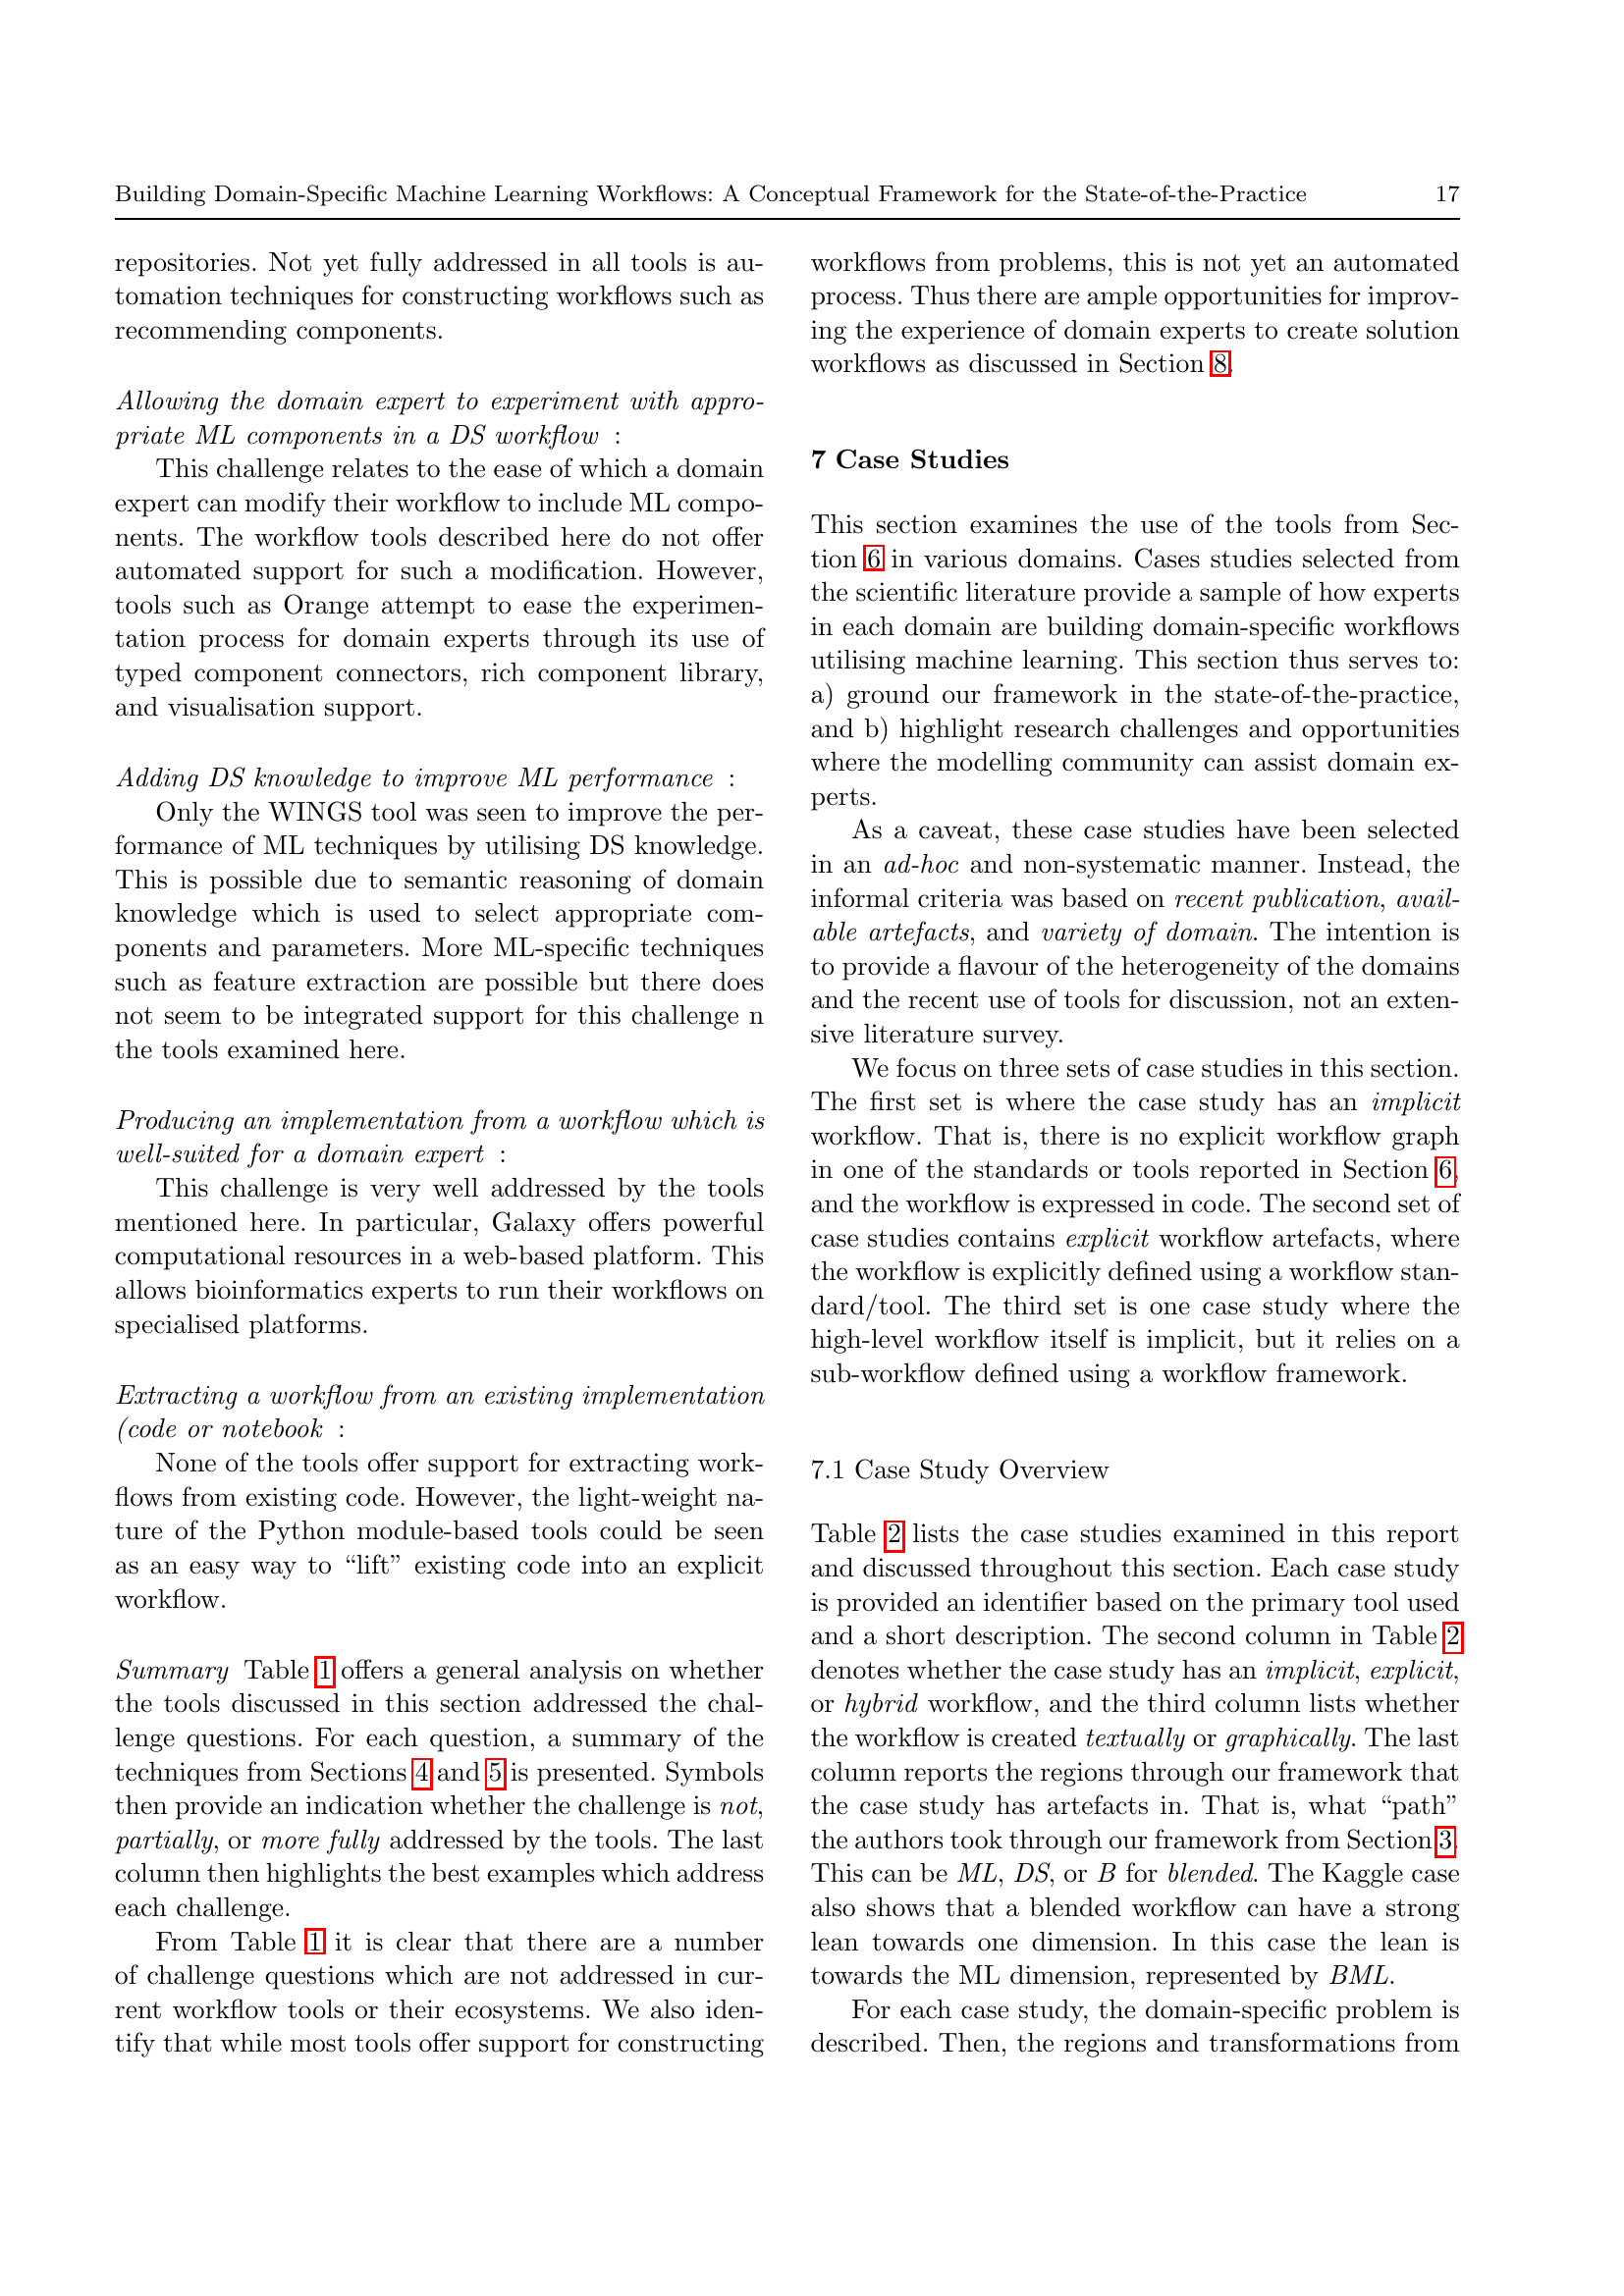 Building Domain-Specific Machine Learning Workflows: A Conceptual Framework for the State-of-the-Practice 17
repositories. Not yet fully addressed in all tools is au-
tomation techniques for constructing workflows such as
recommending components.
Allowing the domain expert to experiment with appro-
priate ML components in a DS workflow :
This challenge relates to the ease of which a domain
expert can modify their workflow to include ML compo-
nents. The workflow tools described here do not offer
automated support for such a modification. However,
tools such as Orange attempt to ease the experimen-
tation process for domain experts through its use of
typed component connectors, rich component library,
and visualisation support.
Adding DS knowledge to improve ML performance :
Only the WINGS tool was seen to improve the per-
formance of ML techniques by utilising DS knowledge.
This is possible due to semantic reasoning of domain
knowledge which is used to select appropriate com-
ponents and parameters. More ML-specific techniques
such as feature extraction are possible but there does
not seem to be integrated support for this challenge n
the tools examined here.
Producing an implementation from a workflow which is
well-suited for a domain expert :
This challenge is very well addressed by the tools
mentioned here. In particular, Galaxy offers powerful
computational resources in a web-based platform. This
allows bioinformatics experts to run their workflows on
specialised platforms.
Extracting a workflow from an existing implementation
(code or notebook :
None of the tools offer support for extracting work-
flows from existing code. However, the light-weight na-
ture of the Python module-based tools could be seen
as an easy way to “lift” existing code into an explicit
workflow.
Summary Table 1 offers a general analysis on whether
the tools discussed in this section addressed the chal-
lenge questions. For each question, a summary of the
techniques from Sections 4 and 5 is presented. Symbols
then provide an indication whether the challenge is not,
partially, or more fully addressed by the tools. The last
column then highlights the best examples which address
each challenge.
From Table 1 it is clear that there are a number
of challenge questions which are not addressed in cur-
rent workflow tools or their ecosystems. We also iden-
tify that while most tools offer support for constructing
workflows from problems, this is not yet an automated
process. Thus there are ample opportunities for improv-
ing the experience of domain experts to create solution
workflows as discussed in Section 8.
7 Case Studies
This section examines the use of the tools from Sec-
tion 6 in various domains. Cases studies selected from
the scientific literature provide a sample of how experts
in each domain are building domain-specific workflows
utilising machine learning. This section thus serves to:
a) ground our framework in the state-of-the-practice,
and b) highlight research challenges and opportunities
where the modelling community can assist domain ex-
perts.
As a caveat, these case studies have been selected
in an ad-hoc and non-systematic manner. Instead, the
informal criteria was based on recent publication, avail-
able artefacts, and variety of domain. The intention is
to provide a flavour of the heterogeneity of the domains
and the recent use of tools for discussion, not an exten-
sive literature survey.
We focus on three sets of case studies in this section.
The first set is where the case study has an implicit
workflow. That is, there is no explicit workflow graph
in one of the standards or tools reported in Section 6,
and the workflow is expressed in code. The second set of
case studies contains explicit workflow artefacts, where
the workflow is explicitly defined using a workflow stan-
dard/tool. The third set is one case study where the
high-level workflow itself is implicit, but it relies on a
sub-workflow defined using a workflow framework.
7.1 Case Study Overview
Table 2 lists the case studies examined in this report
and discussed throughout this section. Each case study
is provided an identifier based on the primary tool used
and a short description. The second column in Table 2
denotes whether the case study has an implicit, explicit,
or hybrid workflow, and the third column lists whether
the workflow is created textually or graphically. The last
column reports the regions through our framework that
the case study has artefacts in. That is, what “path”
the authors took through our framework from Section 3.
This can be ML, DS, or B for blended. The Kaggle case
also shows that a blended workflow can have a strong
lean towards one dimension. In this case the lean is
towards the ML dimension, represented by BML.
For each case study, the domain-specific problem is
described. Then, the regions and transformations from